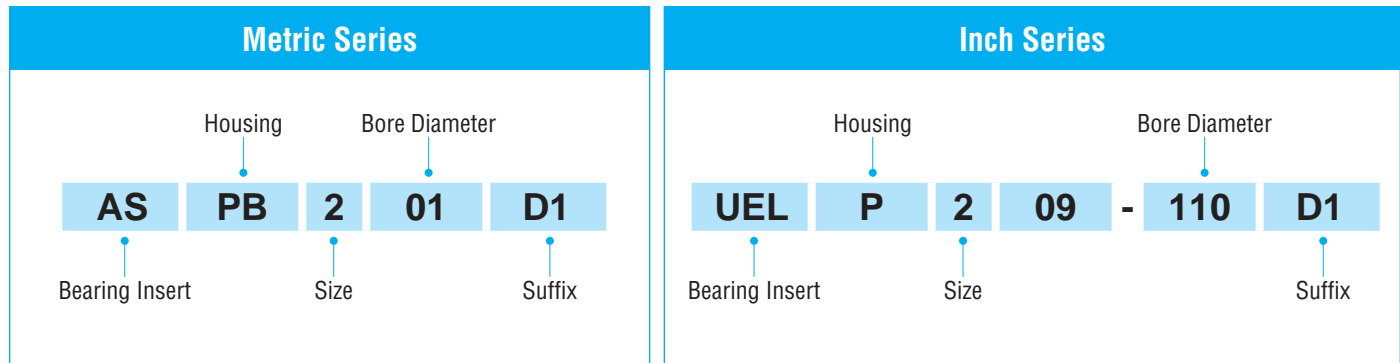 Metric Series
Housing Bore Diameter
AS PB 2 01 D1
Bearing Insert Size Suffix
Inch Series
Housing Bore Diameter
UEL P 2 09 - 110 D1
Bearing Insert Size Suffix